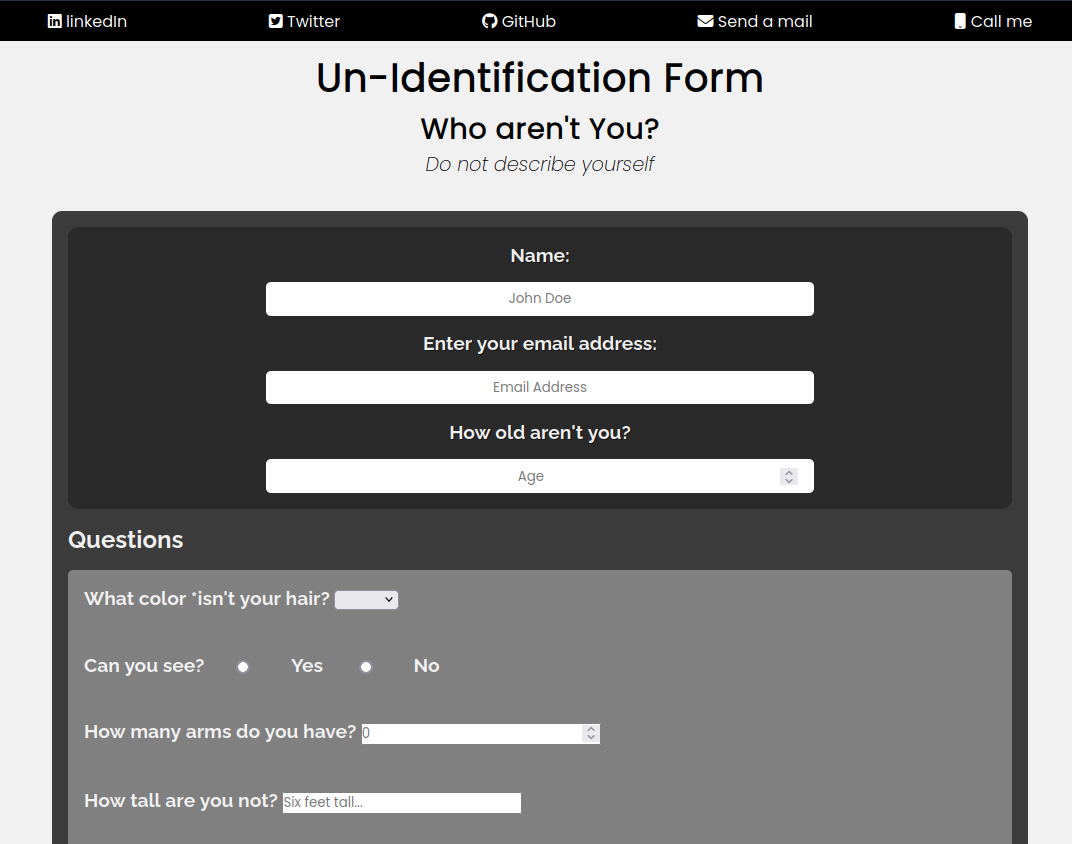 linkedIn Twitter GitHub Send a mail Call me
Un-Identification Form
Who aren't You?
Do not describe yourself
Name:
John Doe
Enter your email address:
Email Address
How old aren't you?
Age
Questions
What color *isn't your hair?
Can you see? Yes No
How many arms do you have? 0
How tall are you not? Six feet tall...